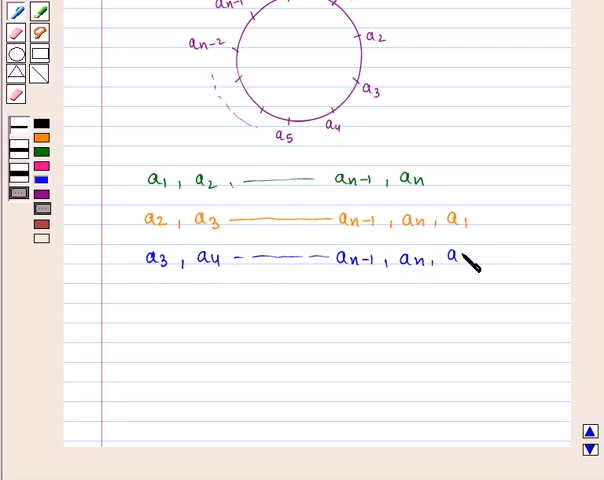 an-1
a2
an-2
a3
a4
a5
a1, a2, ——— an-1, an
a2, a3 ——— an-1, an, a1
a3, a4 - — — — an-1, an, a